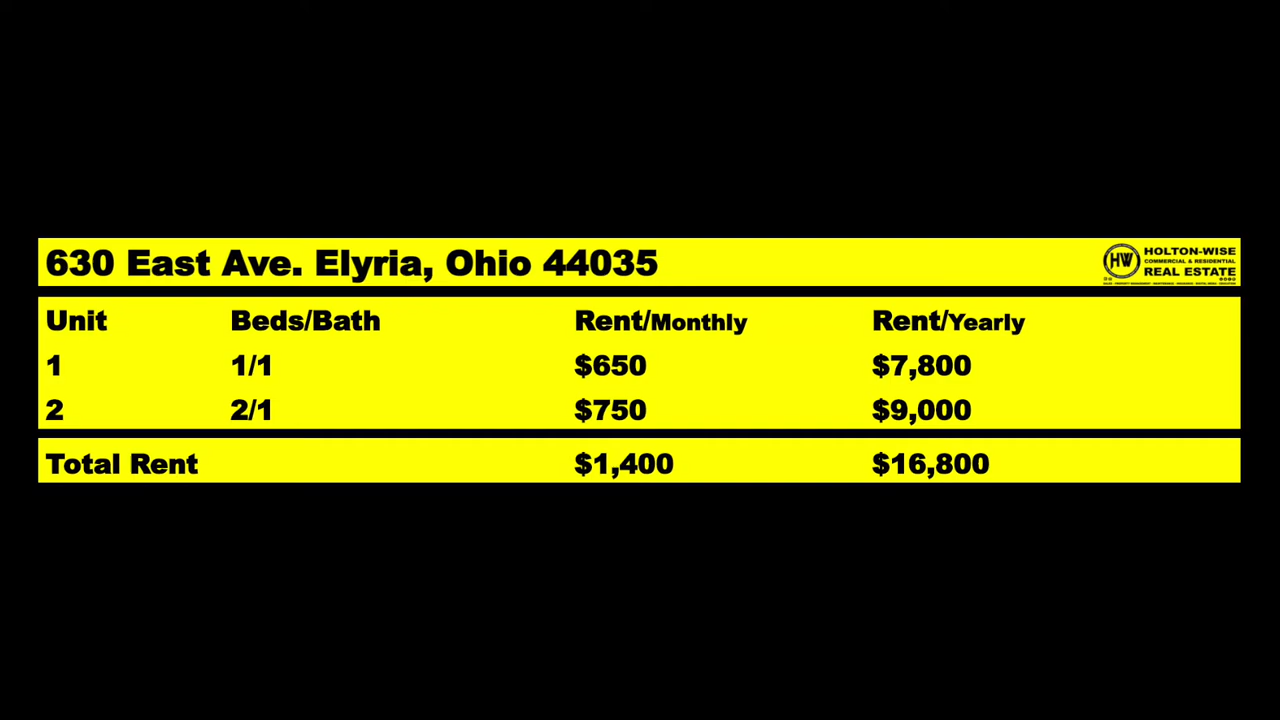 630 East Ave. Elyria, Ohio 44035
HW
HOLTON-WISE
COMMERCIAL & RESIDENTIAL
REAL ESTATE
Unit Beds/Bath Rent/Monthly Rent/Yearly
1 1/1 $650 $7,800
2 2/1 $750 $9,000
Total Rent $1,400 $16,800